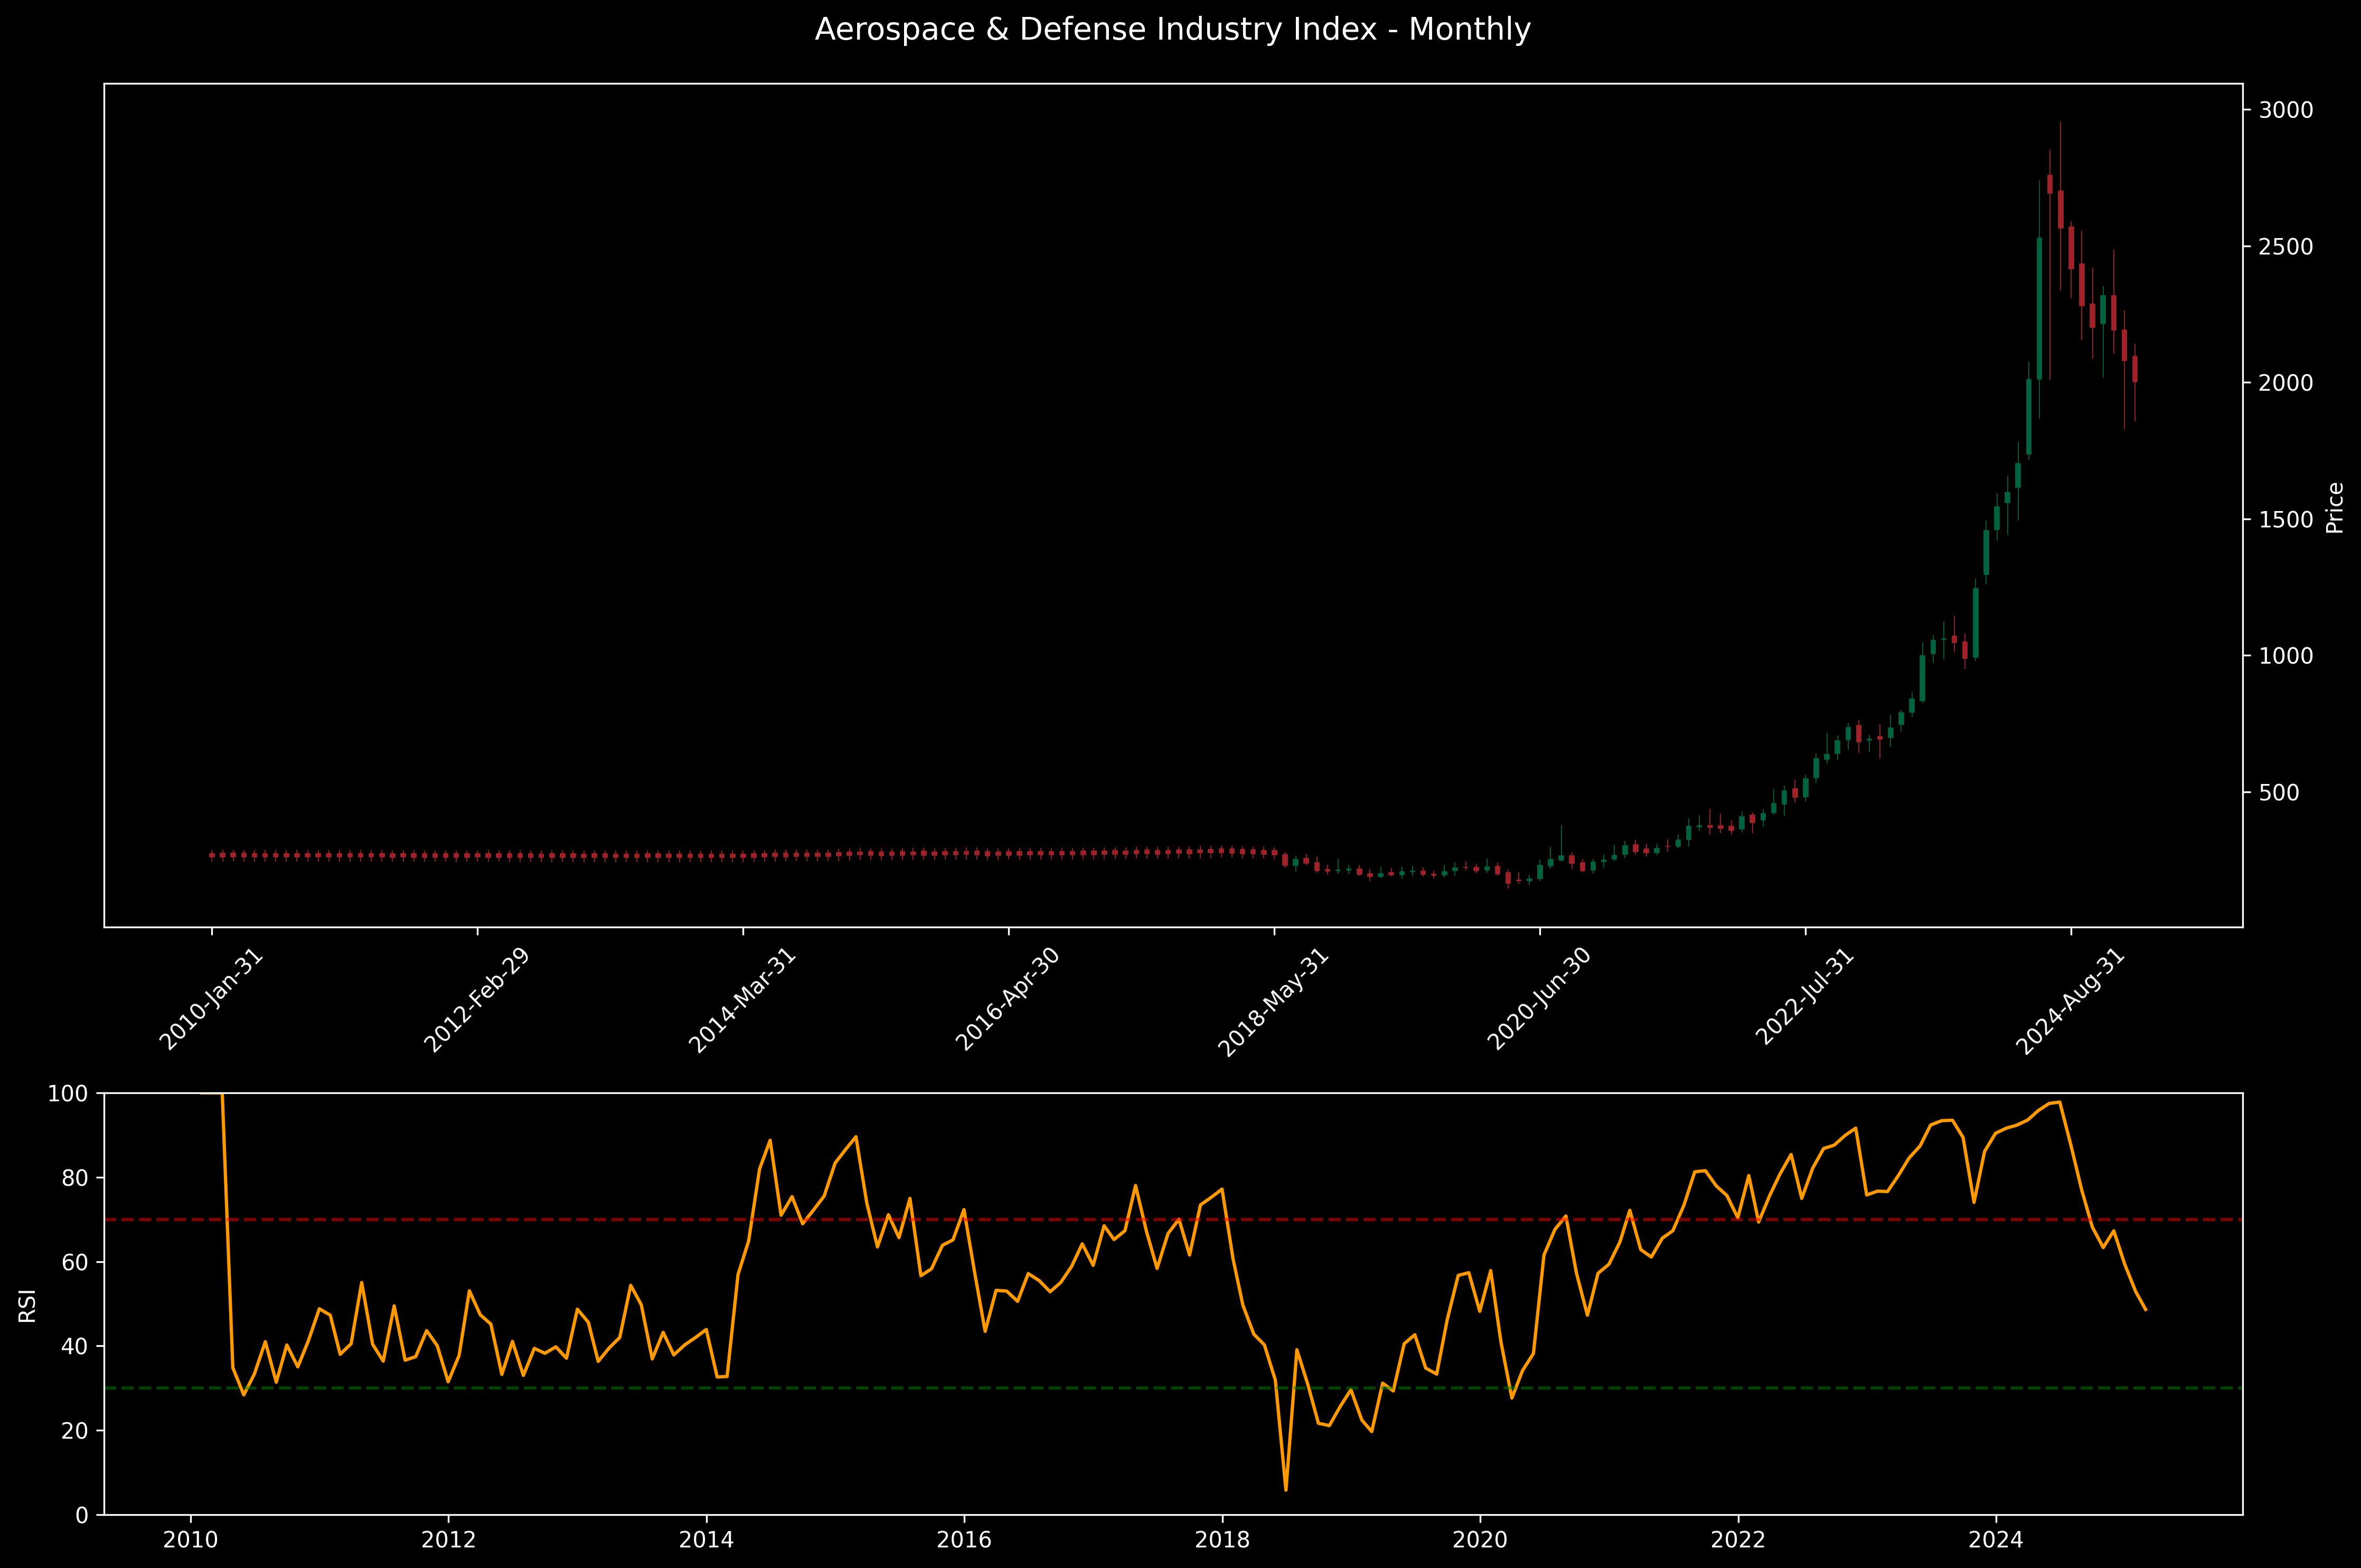 Aerospace & Defense Industry Index - Monthly
3000
2500
2000
1500
1000
500
Price
2010-Jan-31
2012-Feb-29
2014-Mar-31
2016-Apr-30
2018-May-31
2020-Jun-30
2022-Jul-31
2024-Aug-31
100
80
60
40
20
0
RSI
2010
2012
2014
2016
2018
2020
2022
2024